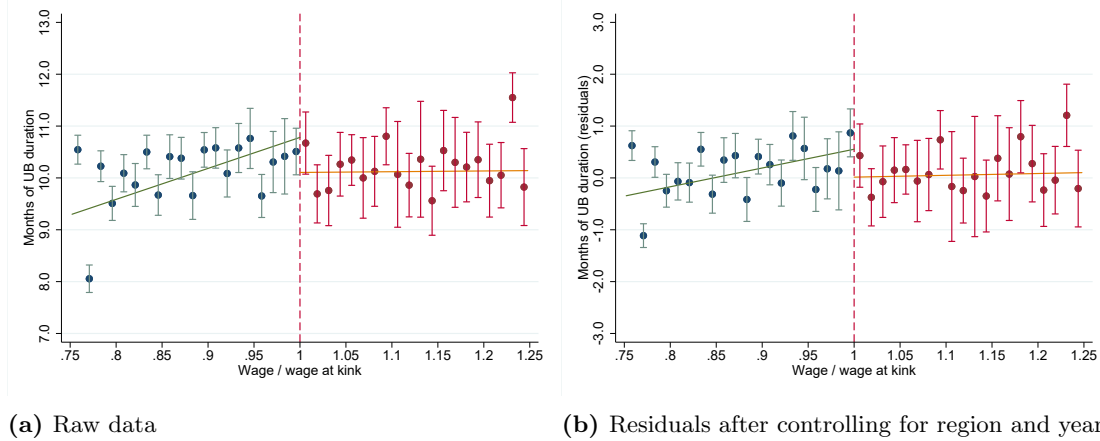 13.0
12.0
11.0
10.0
9.0
8.0
7.0
Months of UB duration
.75 .8 .85 .9 .95 1 1.05 1.1 1.15 1.2 1.25
Wage / wage at kink
(a) Raw data
3.0
2.0
1.0
0.0
-1.0
-2.0
-3.0
Months of UB duration (residuals)
.75 .8 .85 .9 .95 1 1.05 1.1 1.15 1.2 1.25
Wage / wage at kink
(b) Residuals after controlling for region and year